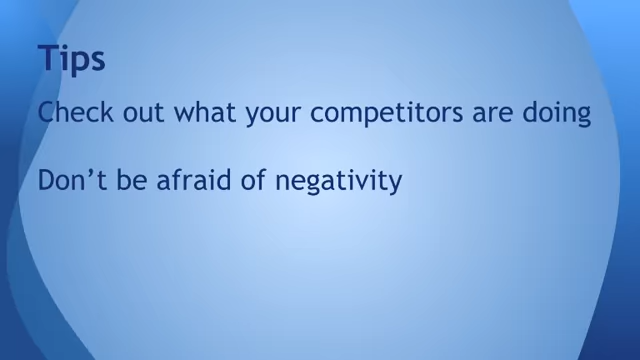 Tips
Check out what your competitors are doing
Don’t be afraid of negativity